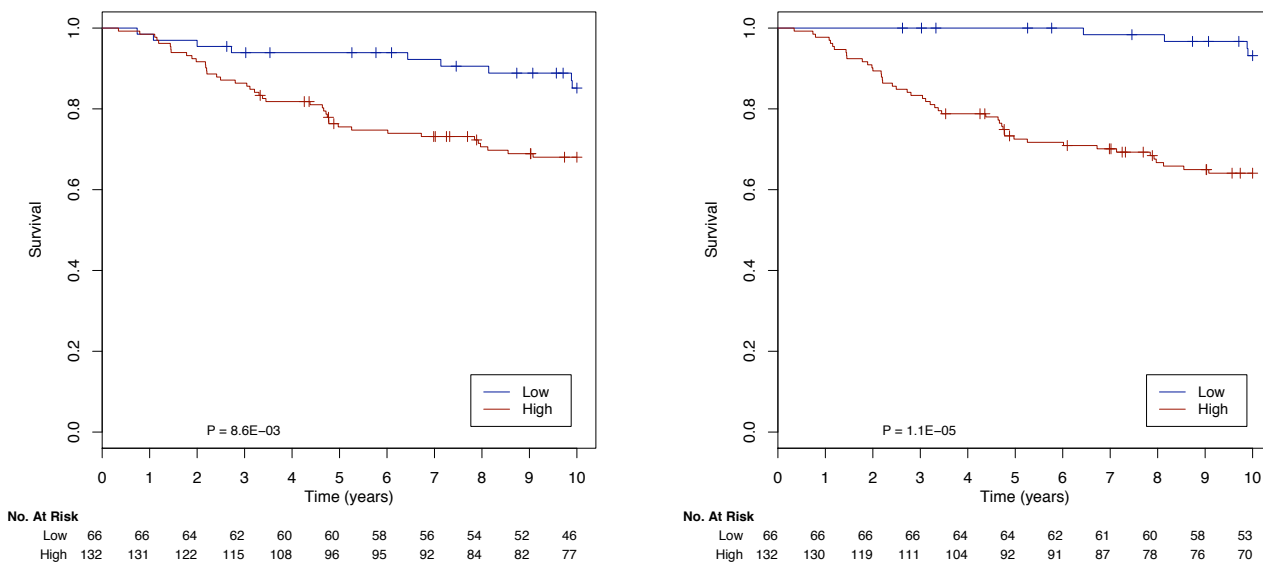 1.0
0.8
0.6
0.4
0.2
0.0
Survival
Low
High
P = 8.6E−03
0 1 2 3 4 5 6 7 8 9 10
Time (years)
No. At Risk
Low 66 66 64 62 60 60 58 56 54 52 46
High 132 131 122 115 108 96 95 92 84 82 77
1.0
0.8
0.6
0.4
0.2
0.0
Survival
Low
High
P = 1.1E−05
0 1 2 3 4 5 6 7 8 9 10
Time (years)
No. At Risk
Low 66 66 66 66 64 64 62 61 60 58 53
High 132 130 119 111 104 92 91 87 78 76 70